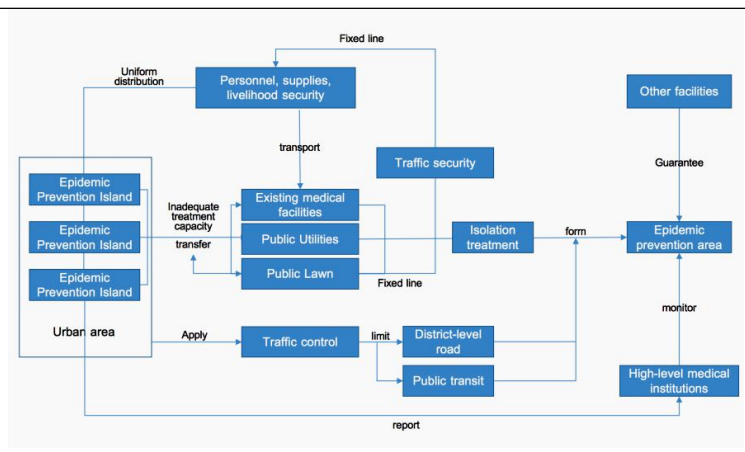 Fixed line
Uniform
distribution
Personnel, supplies,
livelihood security
Other facilities
transport
Traffic security
Guarantee
Epidemic
Prevention Island
Inadequate
treatment
capacity
Existing medical
facilities
Epidemic
Prevention Island
transfer
Public Utilities
Isolation
treatment
form
Epidemic
prevention area
Epidemic
Prevention Island
Public Lawn
Fixed line
monitor
Urban area
Apply
Traffic control
limit
District-level
road
Public transit
High-level medical
institutions
report